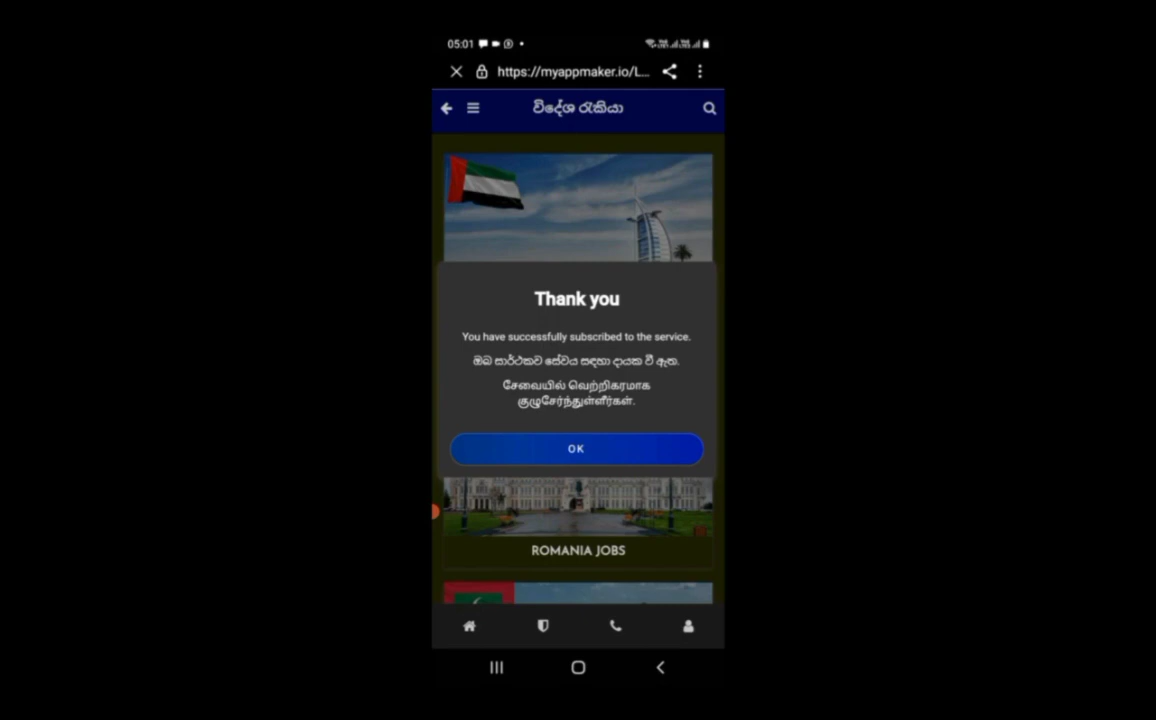 05:01
https://myappmaker.io/L...
විදේශ රැකියා
Thank you
You have successfully subscribed to the service.
ඔබ සාර්ථකව සේවය සඳහා දායක වී ඇත.
சேவையில் வெற்றிகரமாக
குழுசேர்ந்துள்ளீர்கள்.
OK
ROMANIA JOBS